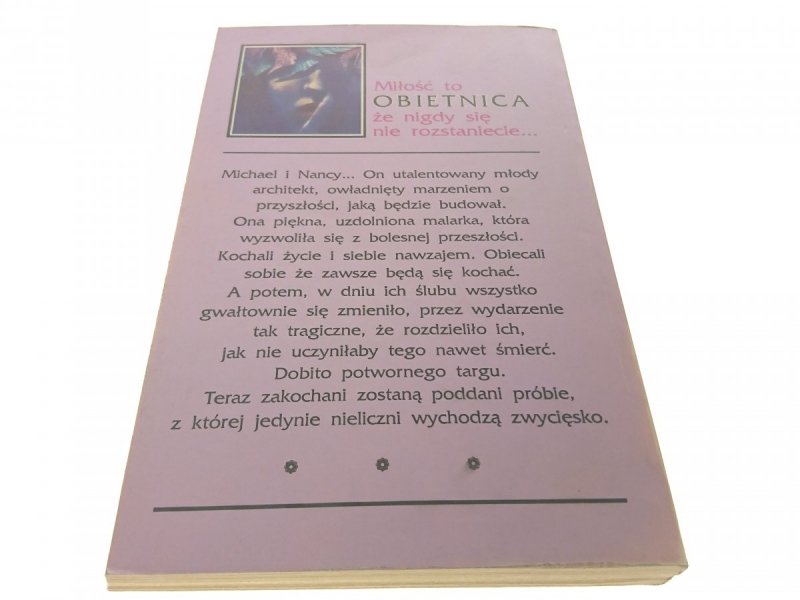 Miłość to
OBIETNICA
że nigdy się
nie rozstaniecie...
Michael i Nancy... On utalentowany młody
architekt, owładnięty marzeniem o
przyszłości, jaką będzie budował.
Ona piękna, uzdolniona malarka, która
wyzwoliła się z bolesnej przeszłości.
Kochali życie i siebie nawzajem. Obiecali
sobie że zawsze będą się kochać.
A potem, w dniu ich ślubu wszystko
gwałtownie się zmieniło, przez wydarzenie
tak tragiczne, że rozdzieliło ich,
jak nie uczyniłaby tego nawet śmierć.
Dobito potwornego targu.
Teraz zakochani zostaną poddani próbie,
z której jedynie nieliczni wychodzą zwycięsko.